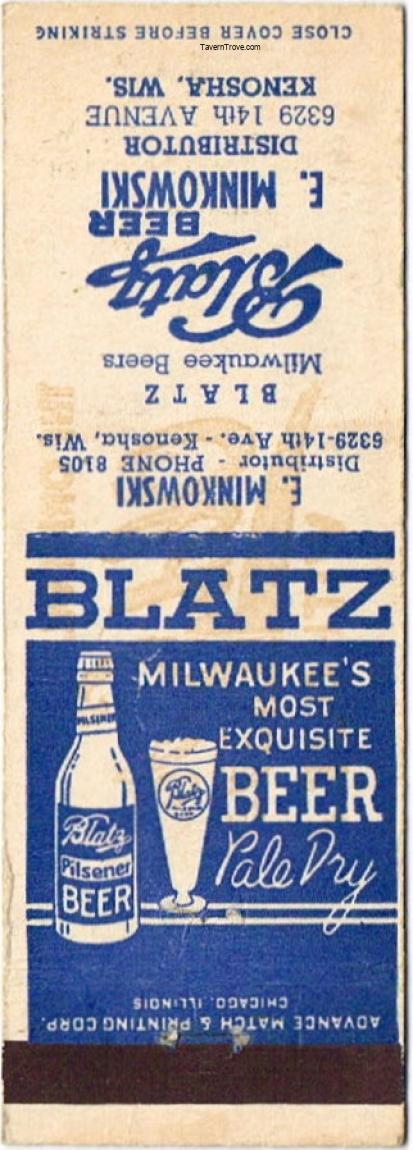 CLOSE COVER BEFORE STRIKING
TavernTrove.com
E. MINKOWSKI
Distributor - PHONE 8105
6329-14th Ave. - Kenosha, Wis.
BLATZ
Milwaukee Beers
Blatz
BEER
E. MINKOWSKI
DISTRIBUTOR
6329 14th AVENUE
KENOSHA, WIS.
BLATZ
MILWAUKEE'S
MOST
EXQUISITE
BEER
Pale Dry
PILSENER
Blatz
Pilsener
BEER
Blatz
ADVANCE MATCH & PRINTING CORP.
CHICAGO, ILLINOIS